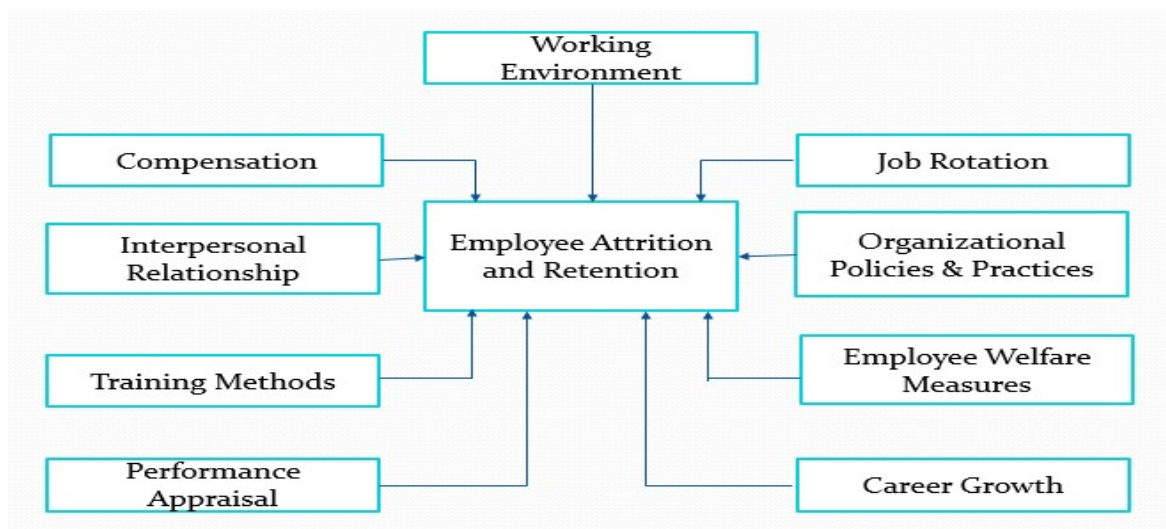 Working
Environment
Compensation
Job Rotation
Interpersonal
Relationship
Employee Attrition
and Retention
Organizational
Policies & Practices
Training Methods
Employee Welfare
Measures
Performance
Appraisal
Career Growth